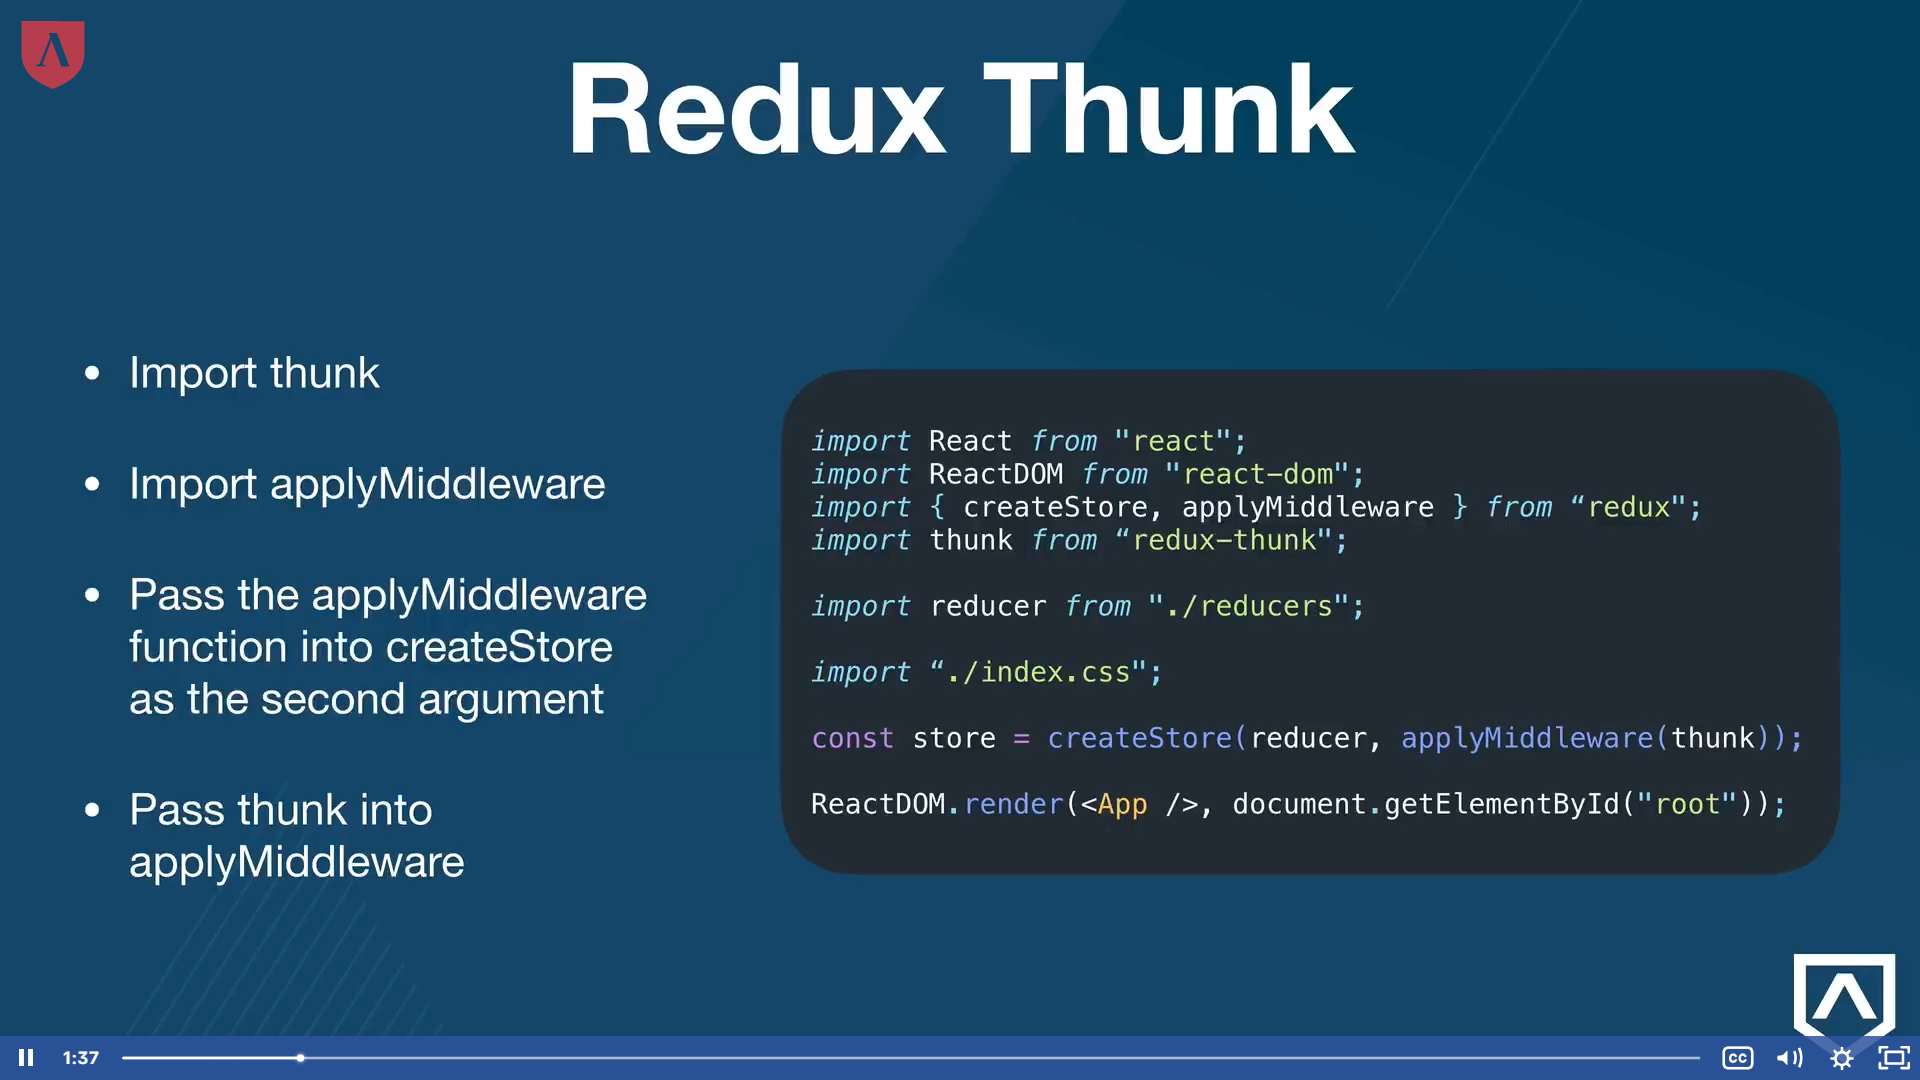 Redux Thunk
• Import thunk
• Import applyMiddleware
• Pass the applyMiddleware
function into createStore
as the second argument
• Pass thunk into
applyMiddleware
import React from "react";
import ReactDOM from "react-dom";
import { createStore, applyMiddleware } from “redux";
import thunk from “redux-thunk";
import reducer from "./reducers";
import “./index.css";
const store = createStore(reducer, applyMiddleware(thunk));
ReactDOM.render(<App />, document.getElementById("root"));
1:37
CC